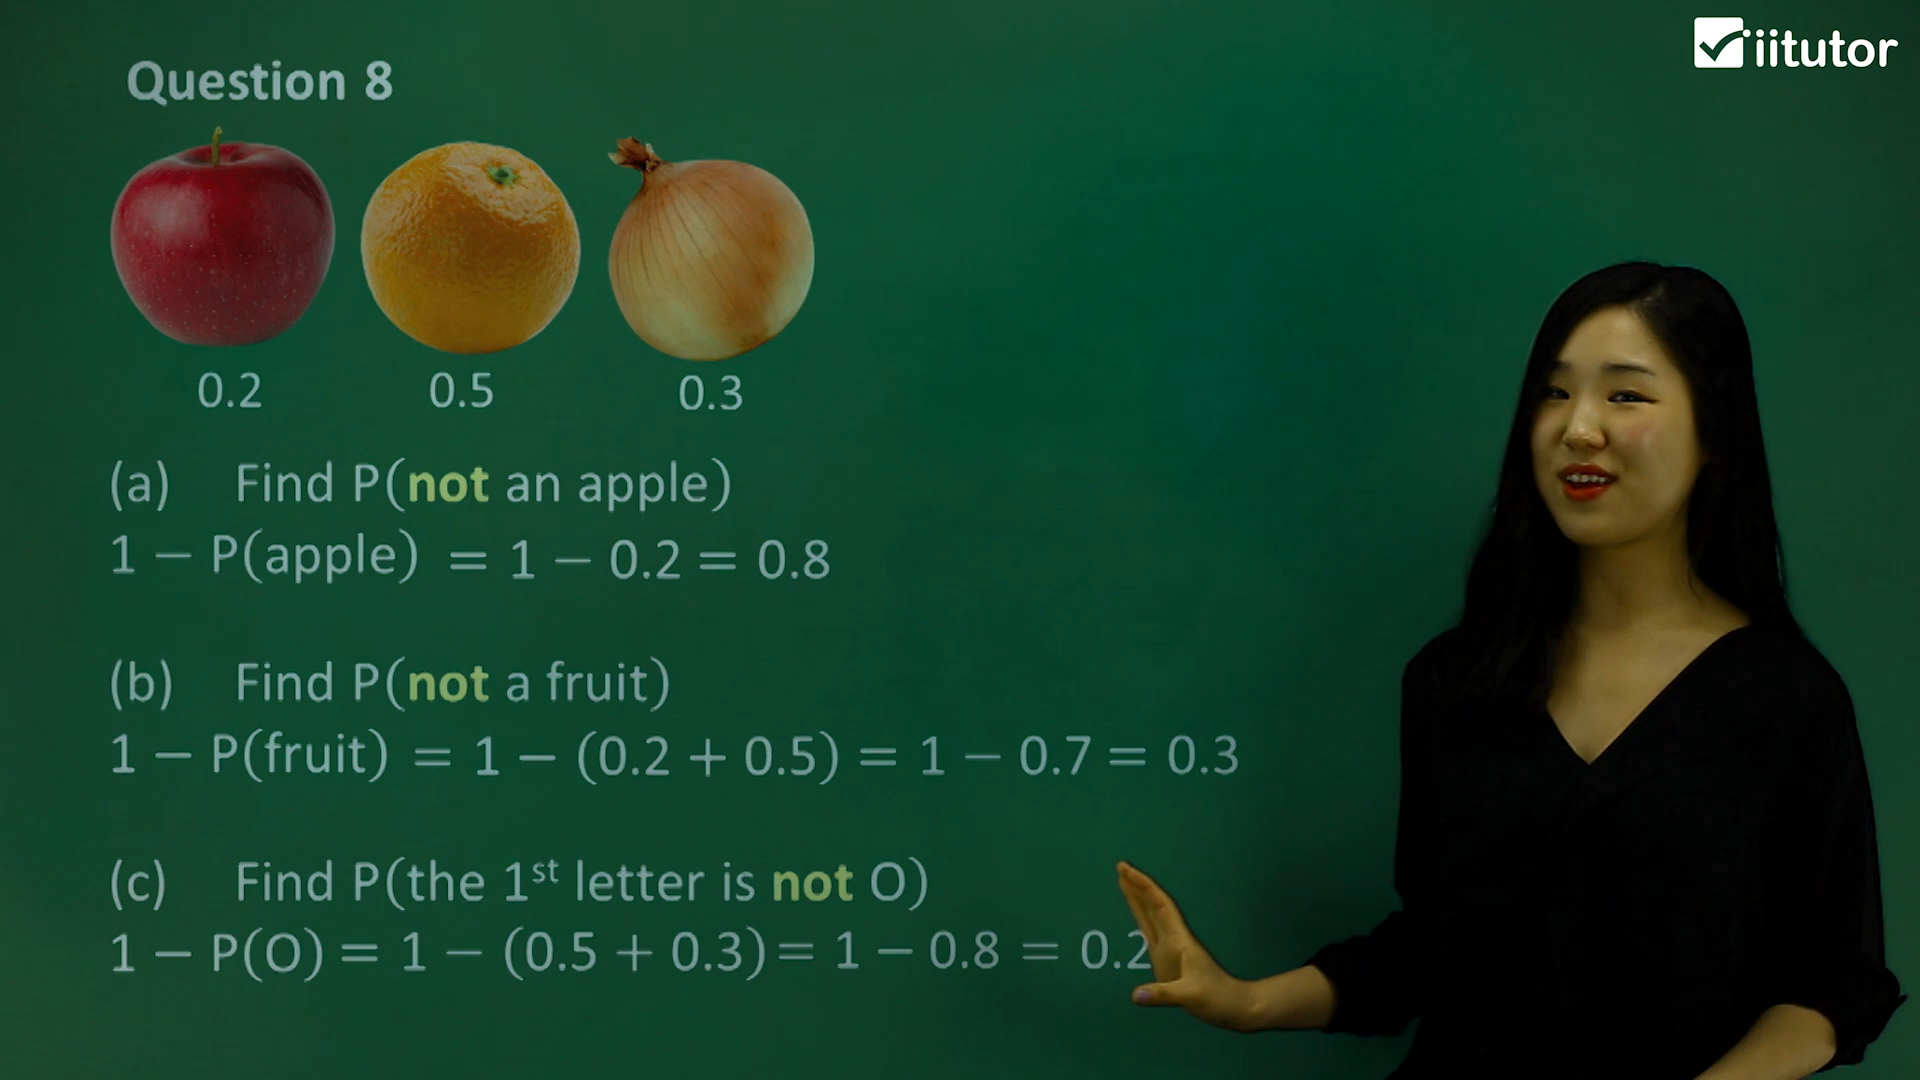 iitutor
Question 8
0.2 0.5 0.3
(a) Find P(not an apple)
1 − P(apple) = 1 − 0.2 = 0.8
(b) Find P(not a fruit)
1 − P(fruit) = 1 − (0.2 + 0.5) = 1 − 0.7 = 0.3
(c) Find P(the 1st letter is not O)
1 − P(O) = 1 − (0.5 + 0.3) = 1 − 0.8 = 0.2